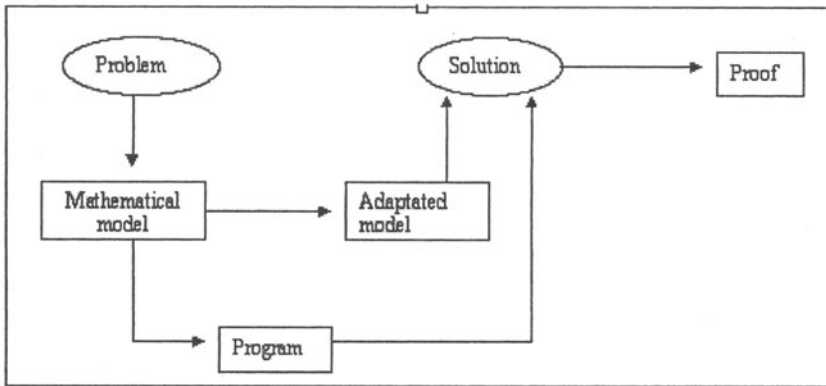 Problem
Solution
Proof
Mathematical
model
Adaptated
model
Program